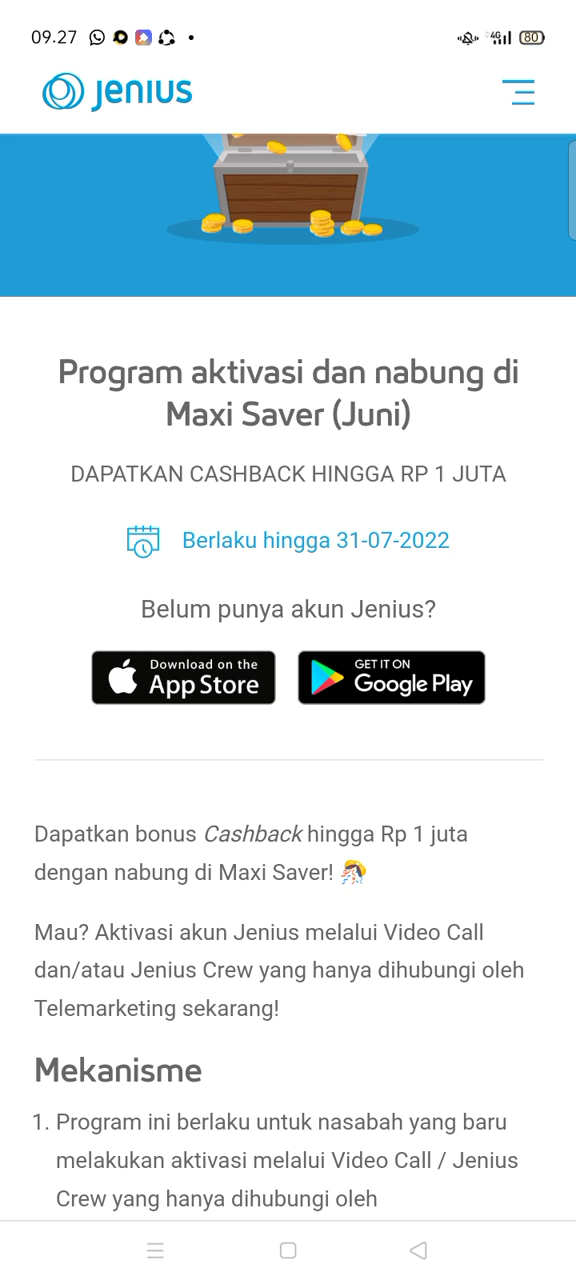 09.27
4G
80
Jenius
Program aktivasi dan nabung di
Maxi Saver (Juni)
DAPATKAN CASHBACK HINGGA RP 1 JUTA
Berlaku hingga 31-07-2022
Belum punya akun Jenius?
Download on the
App Store
GET IT ON
Google Play
Dapatkan bonus Cashback hingga Rp 1 juta
dengan nabung di Maxi Saver!
Mau? Aktivasi akun Jenius melalui Video Call
dan/atau Jenius Crew yang hanya dihubungi oleh
Telemarketing sekarang!
Mekanisme
1. Program ini berlaku untuk nasabah yang baru
melakukan aktivasi melalui Video Call / Jenius
Crew yang hanya dihubungi oleh